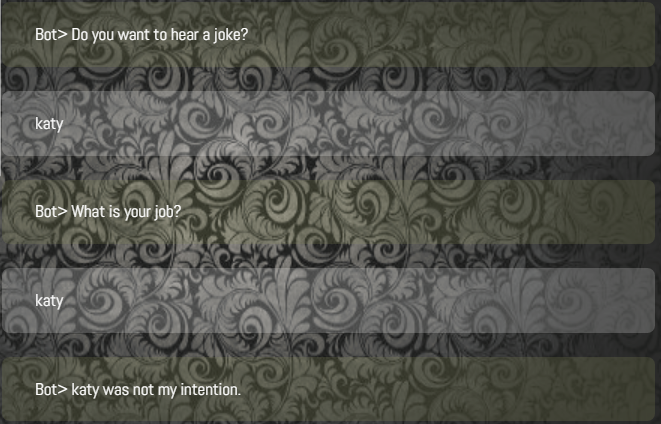 Bot> Do you want to hear a joke?
katy
Bot> What is your job?
katy
Bot> katy was not my intention.